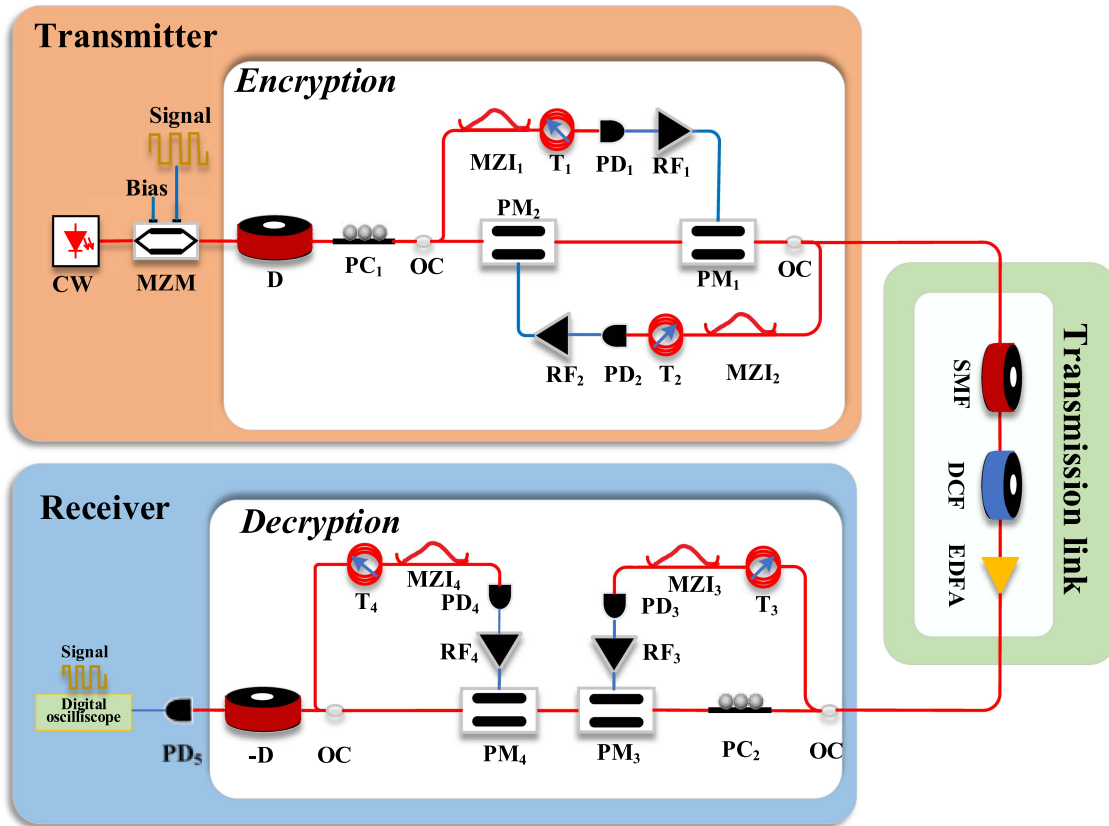 Transmitter
Encryption
Signal
Bias
CW
MZM
D
PC₁
OC
MZI₁
T₁
PD₁
RF₁
PM₂
PM₁
OC
RF₂
PD₂
T₂
MZI₂
Transmission link
SMF
DCF
EDFA
Receiver
Decryption
T₄
MZI₄
PD₄
RF₄
MZI₃
PD₃
T₃
RF₃
Signal
Digital
oscilliscope
PD₅
-D
OC
PM₄
PM₃
PC₂
OC